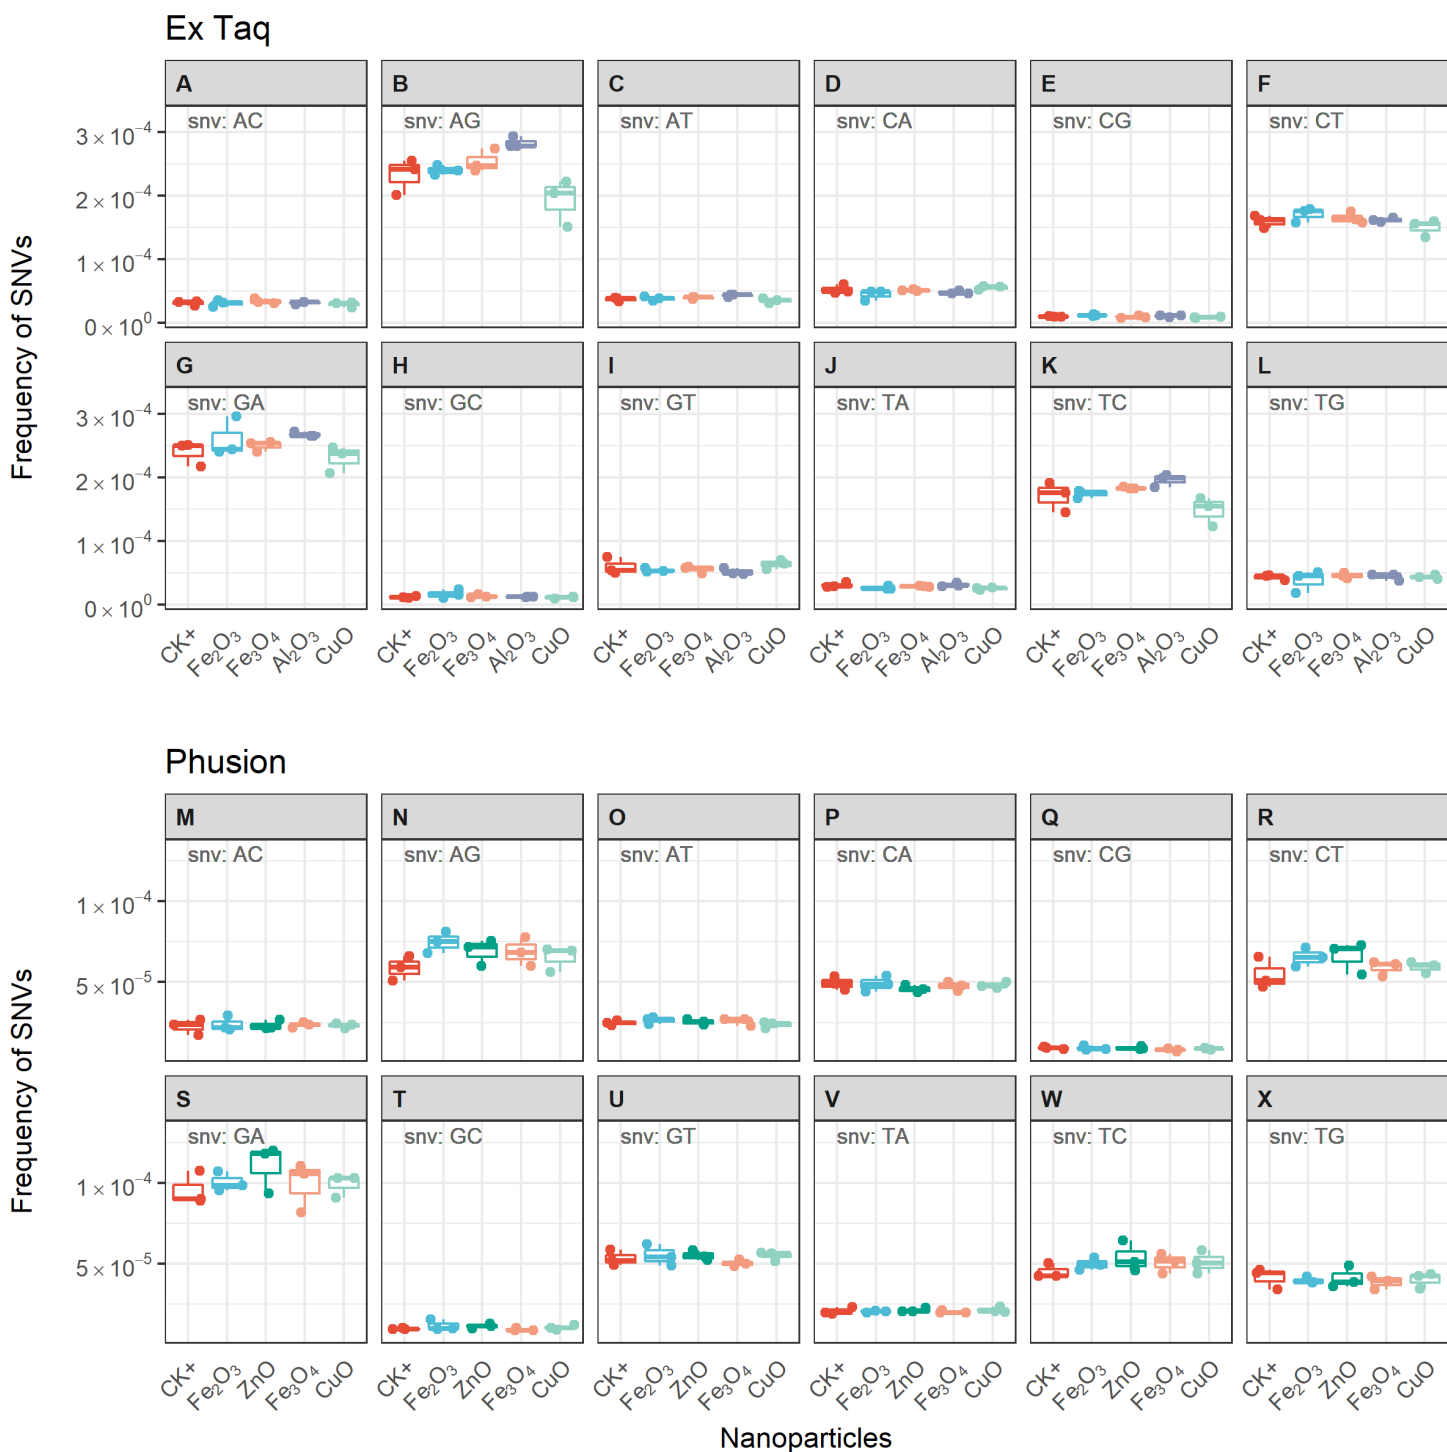 Ex Taq
A B C D E F
snv: AC snv: AG snv: AT snv: CA snv: CG snv: CT
3 × 10⁻⁴
2 × 10⁻⁴
1 × 10⁻⁴
0 × 10⁰
G H I J K L
snv: GA snv: GC snv: GT snv: TA snv: TC snv: TG
3 × 10⁻⁴
2 × 10⁻⁴
1 × 10⁻⁴
0 × 10⁰
Frequency of SNVs
CK+ Fe₂O₃ Fe₃O₄ Al₂O₃ CuO CK+ Fe₂O₃ Fe₃O₄ Al₂O₃ CuO CK+ Fe₂O₃ Fe₃O₄ Al₂O₃ CuO CK+ Fe₂O₃ Fe₃O₄ Al₂O₃ CuO CK+ Fe₂O₃ Fe₃O₄ Al₂O₃ CuO CK+ Fe₂O₃ Fe₃O₄ Al₂O₃ CuO
Phusion
M N O P Q R
snv: AC snv: AG snv: AT snv: CA snv: CG snv: CT
1 × 10⁻⁴
5 × 10⁻⁵
S T U V W X
snv: GA snv: GC snv: GT snv: TA snv: TC snv: TG
1 × 10⁻⁴
5 × 10⁻⁵
Frequency of SNVs
CK+ Fe₂O₃ ZnO Fe₃O₄ CuO CK+ Fe₂O₃ ZnO Fe₃O₄ CuO CK+ Fe₂O₃ ZnO Fe₃O₄ CuO CK+ Fe₂O₃ ZnO Fe₃O₄ CuO CK+ Fe₂O₃ ZnO Fe₃O₄ CuO CK+ Fe₂O₃ ZnO Fe₃O₄ CuO
Nanoparticles